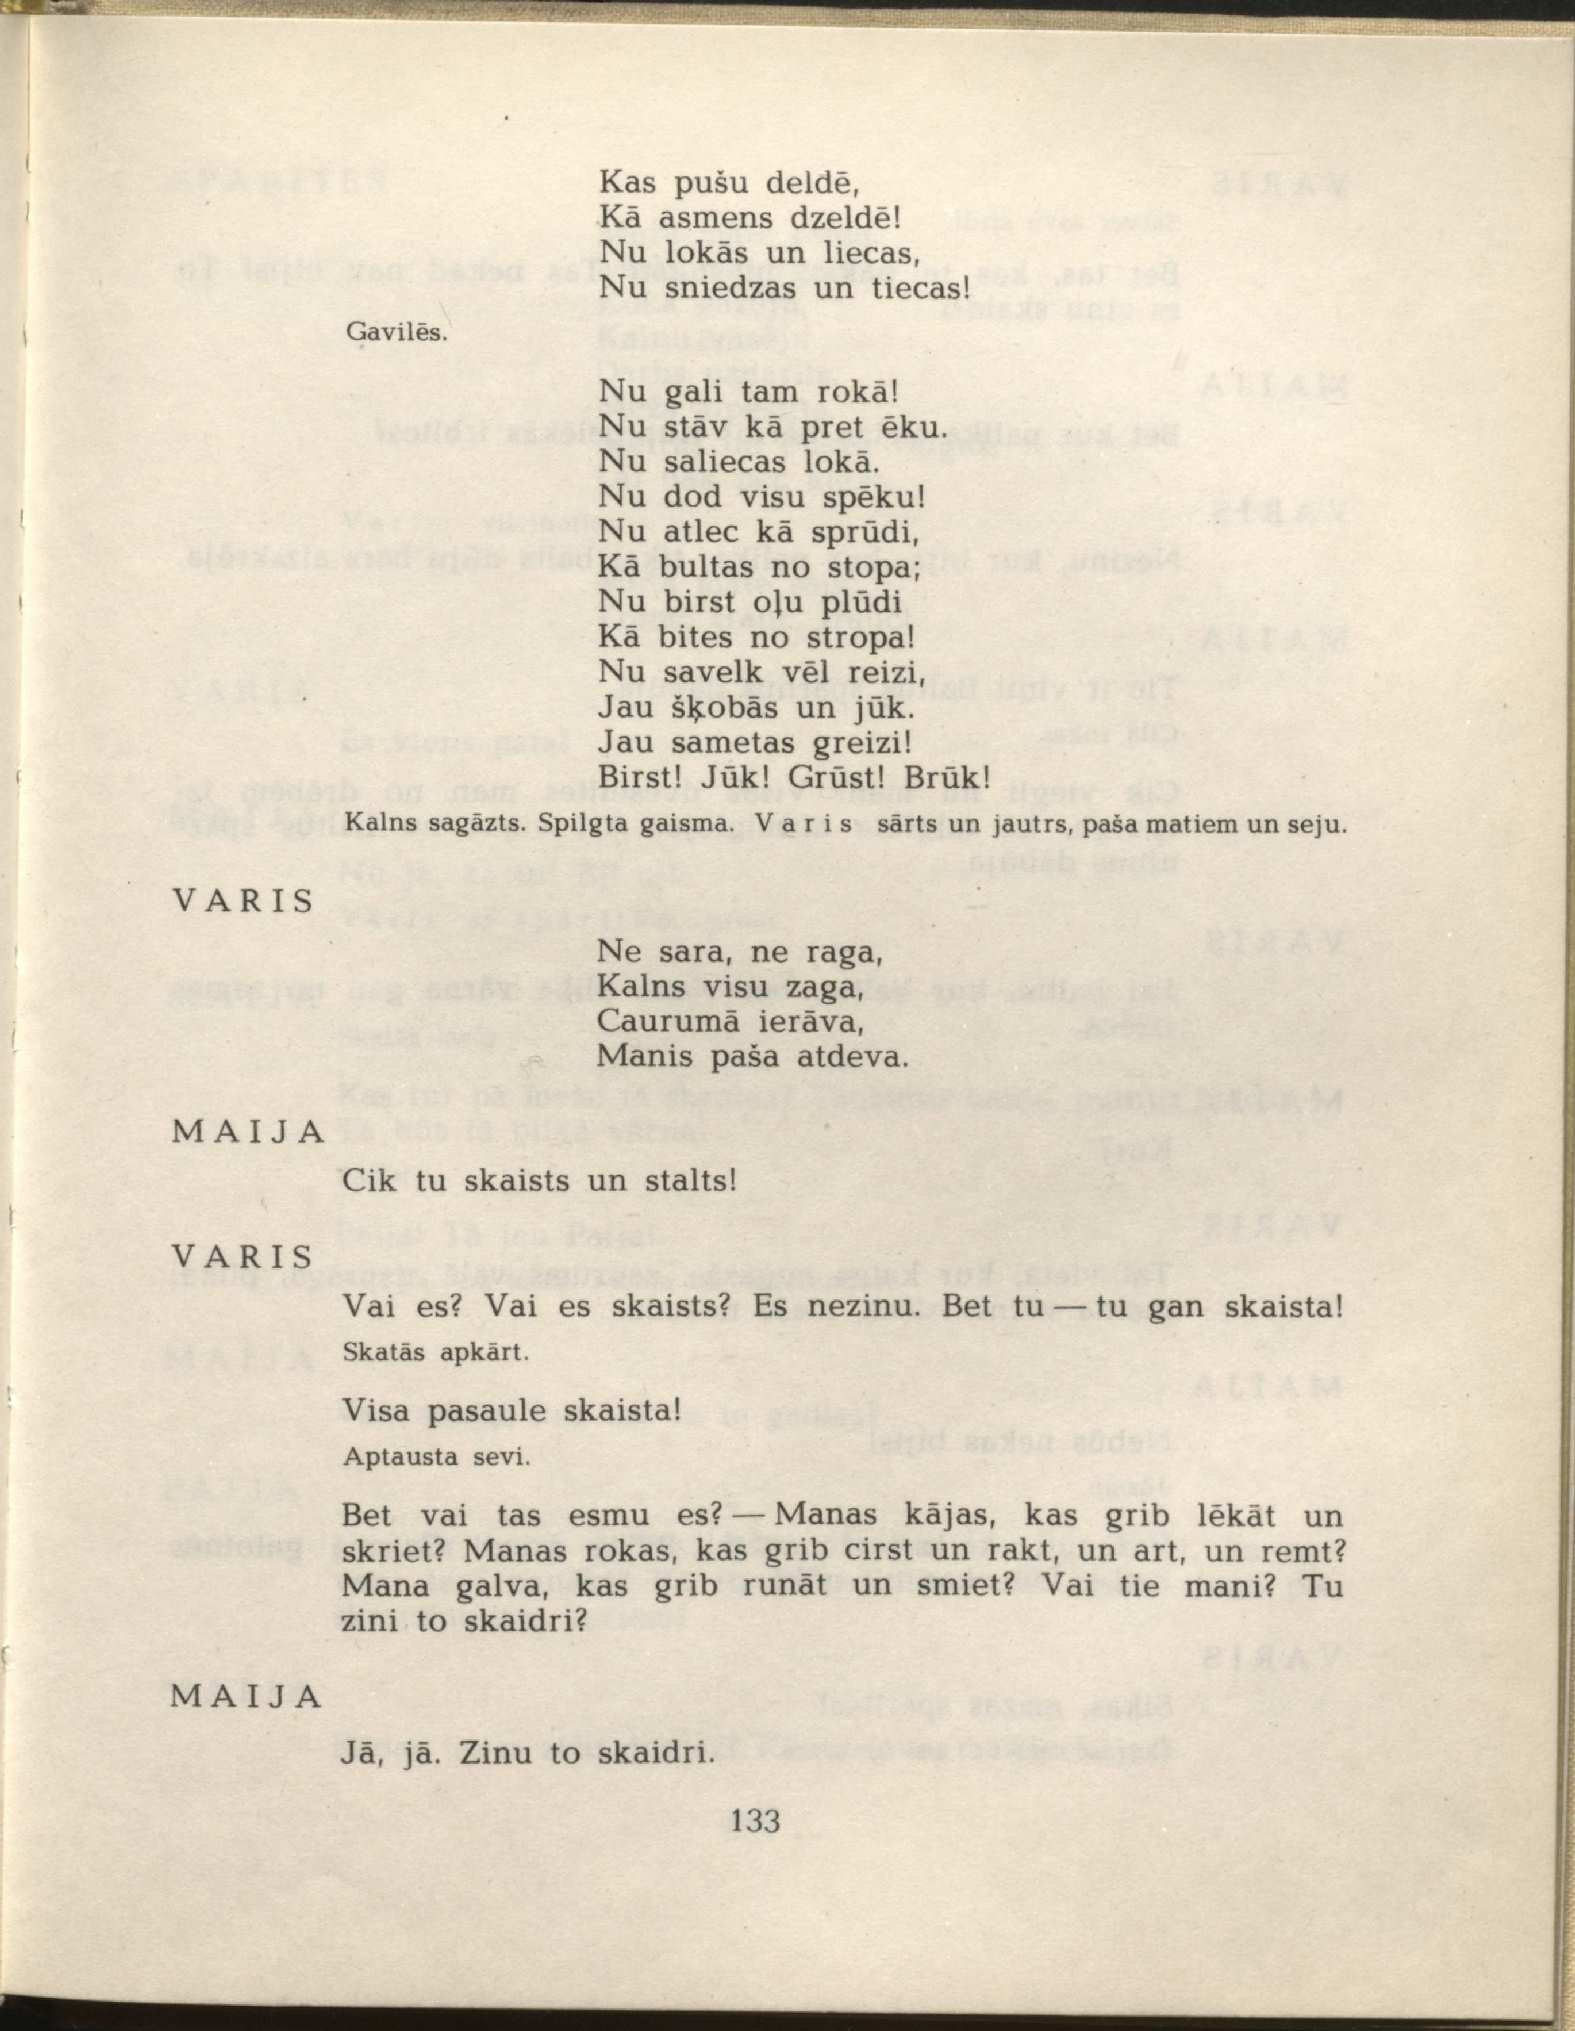 Kas pušu deldē,
Kā asmens dzeldē!
Nu lokās un liecas,
Nu sniedzas un tiecas!
Gavilēs.
Nu gali tam rokā!
Nu stāv kā pret ēku.
Nu saliecas lokā.
Nu dod visu spēku!
Nu atlec kā sprūdi,
Kā bultas no stopa;
Nu birst oļu plūdi
Kā bites no stropa!
Nu savelk vēl reizi,
Jau šķobās un jūk.
Jau sametas greizi!
Birst! Jūk! Grūst! Brūk!
Kalns sagāzts. Spilgta gaisma. Varis sārts un jautrs, paša matiem un seju.
VARIS
Ne sara, ne raga,
Kalns visu zaga,
Caurumā ierāva,
Manis paša atdeva.
MAIJA
Cik tu skaists un stalts!
VARIS
Vai es? Vai es skaists? Es nezinu. Bet tu — tu gan skaista!
Skatās apkārt.
Visa pasaule skaista!
Aptausta sevi.
Bet vai tas esmu es? — Manas kājas, kas grib lēkāt un
skriet? Manas rokas, kas grib cirst un rakt, un art, un remt?
Mana galva, kas grib runāt un smiet? Vai tie mani? Tu
zini to skaidri?
MAIJA
Jā, jā. Zinu to skaidri.
133